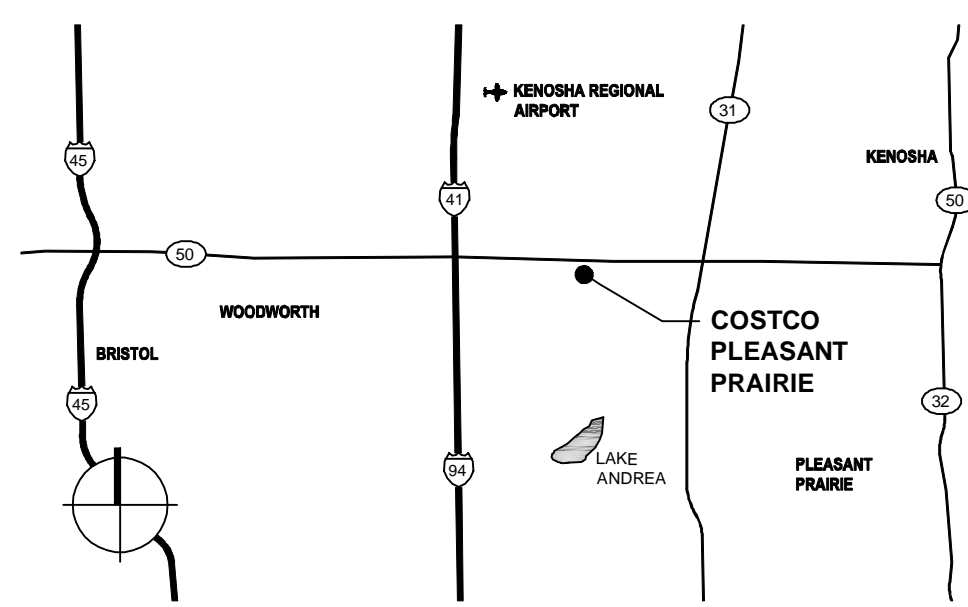 KENOSHA REGIONAL
AIRPORT
31
45
KENOSHA
41
50
50
WOODWORTH
COSTCO
PLEASANT
PRAIRIE
BRISTOL
45
32
LAKE
ANDREA
94
PLEASANT
PRAIRIE